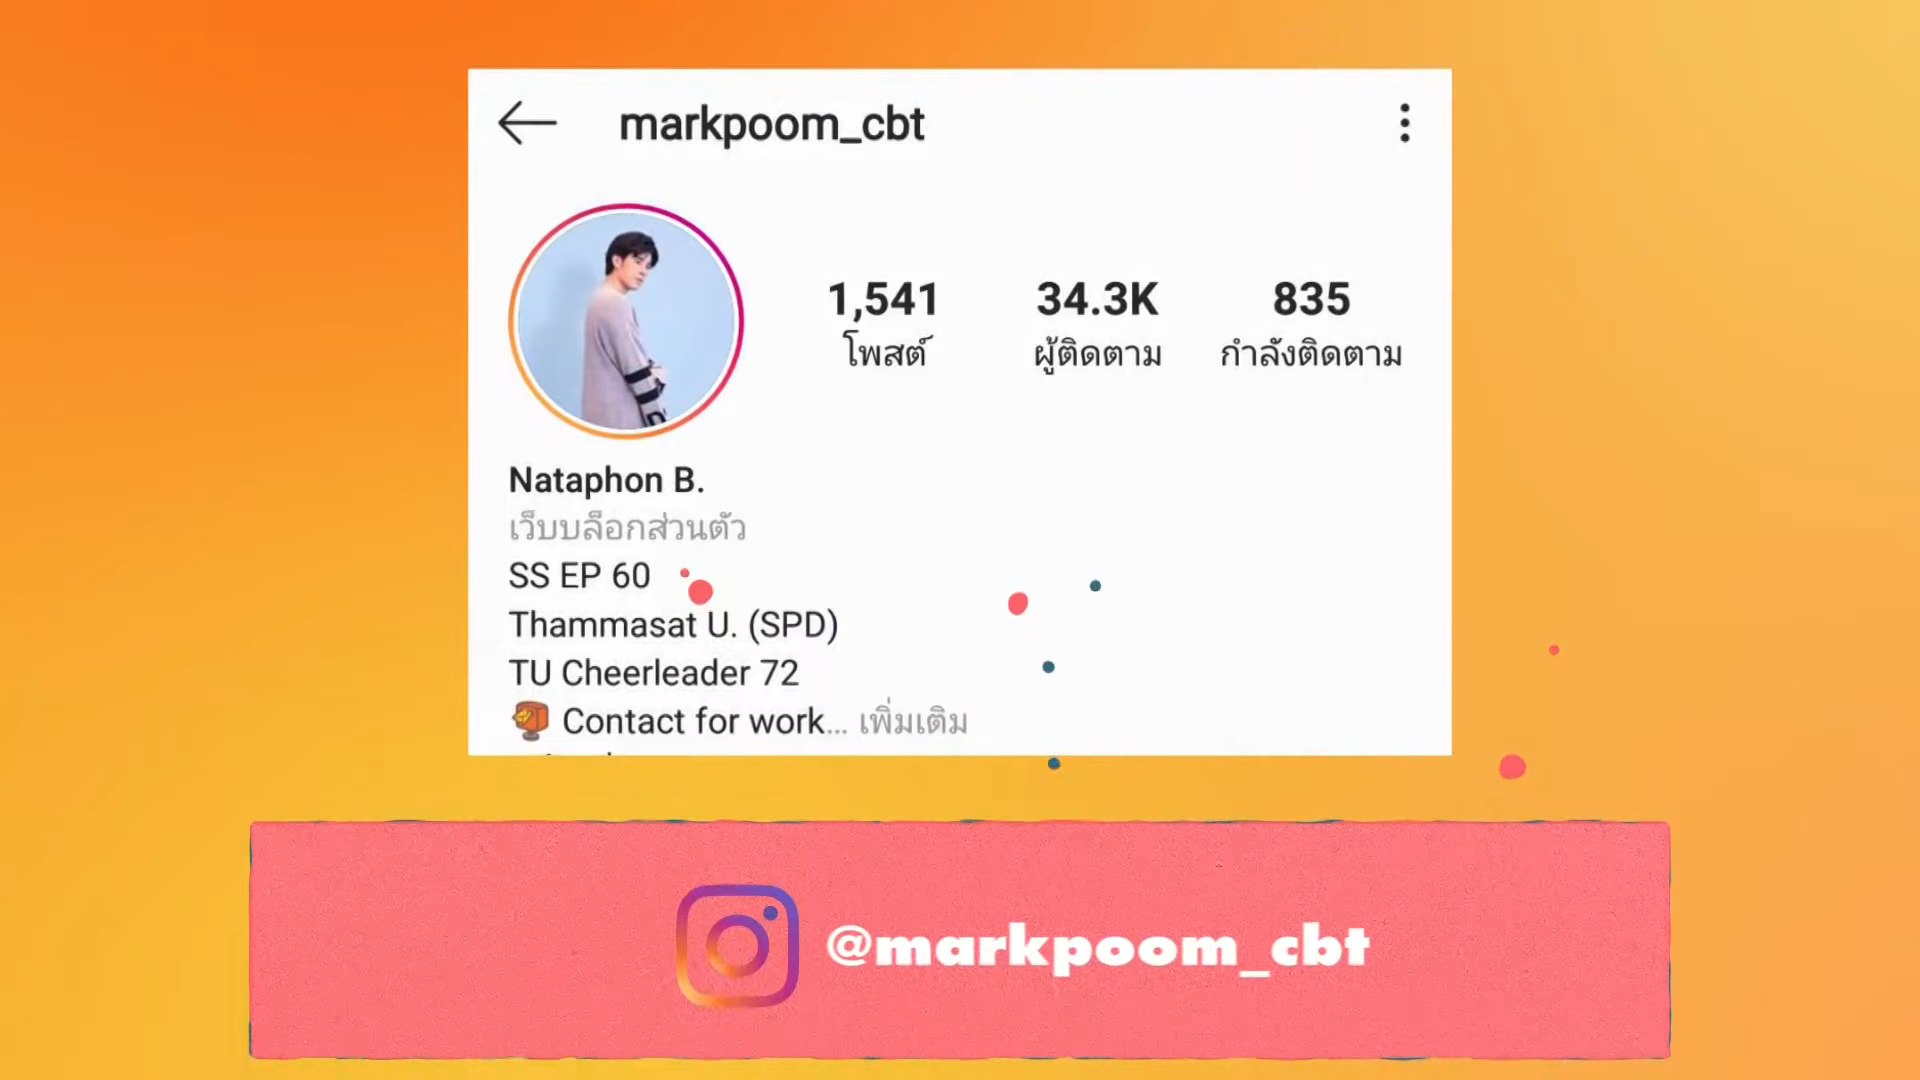 markpoom_cbt
1,541 34.3K 835
โพสต์ ผู้ติดตาม กำลังติดตาม
Nataphon B.
เว็บบล็อกส่วนตัว
SS EP 60
Thammasat U. (SPD)
TU Cheerleader 72
Contact for work... เพิ่มเติม
@markpoom_cbt